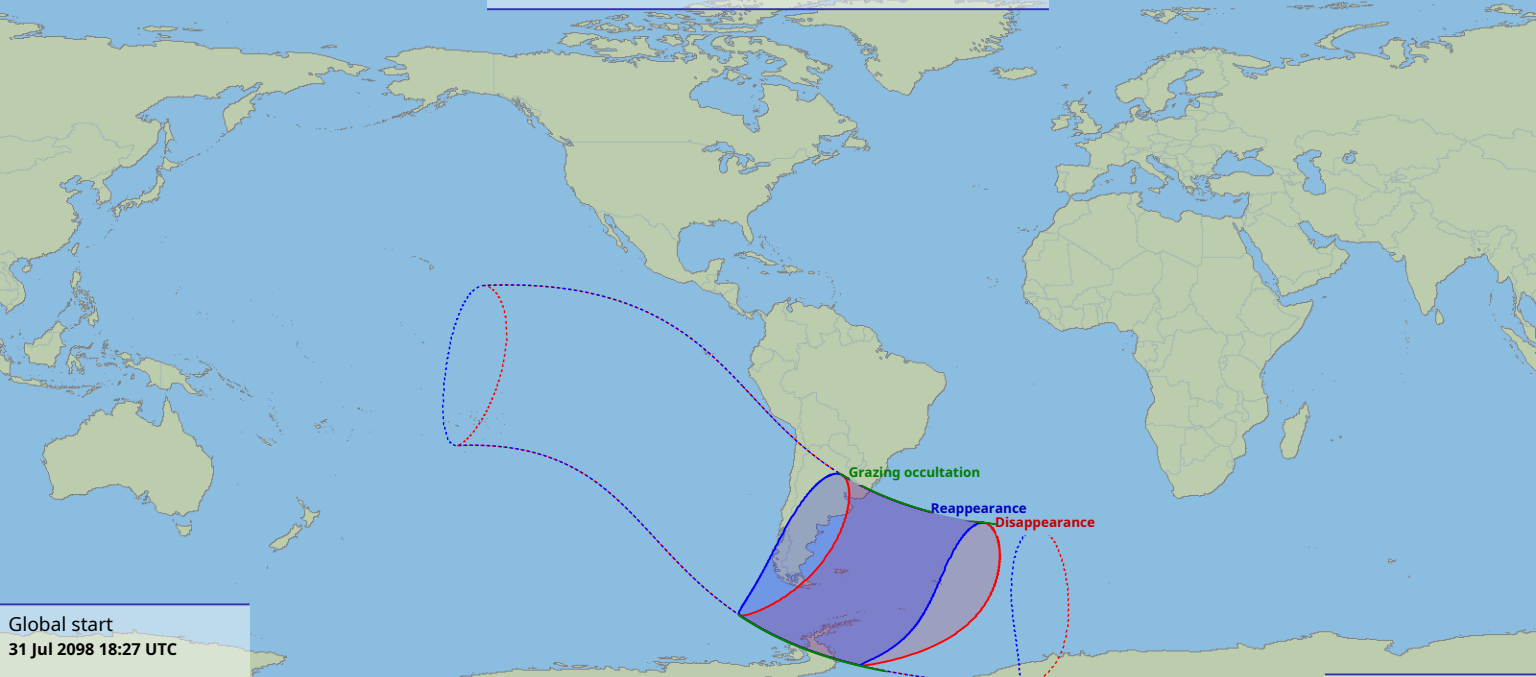 Grazing occultation
Reappearance
Disappearance
Global start
31 Jul 2098 18:27 UTC